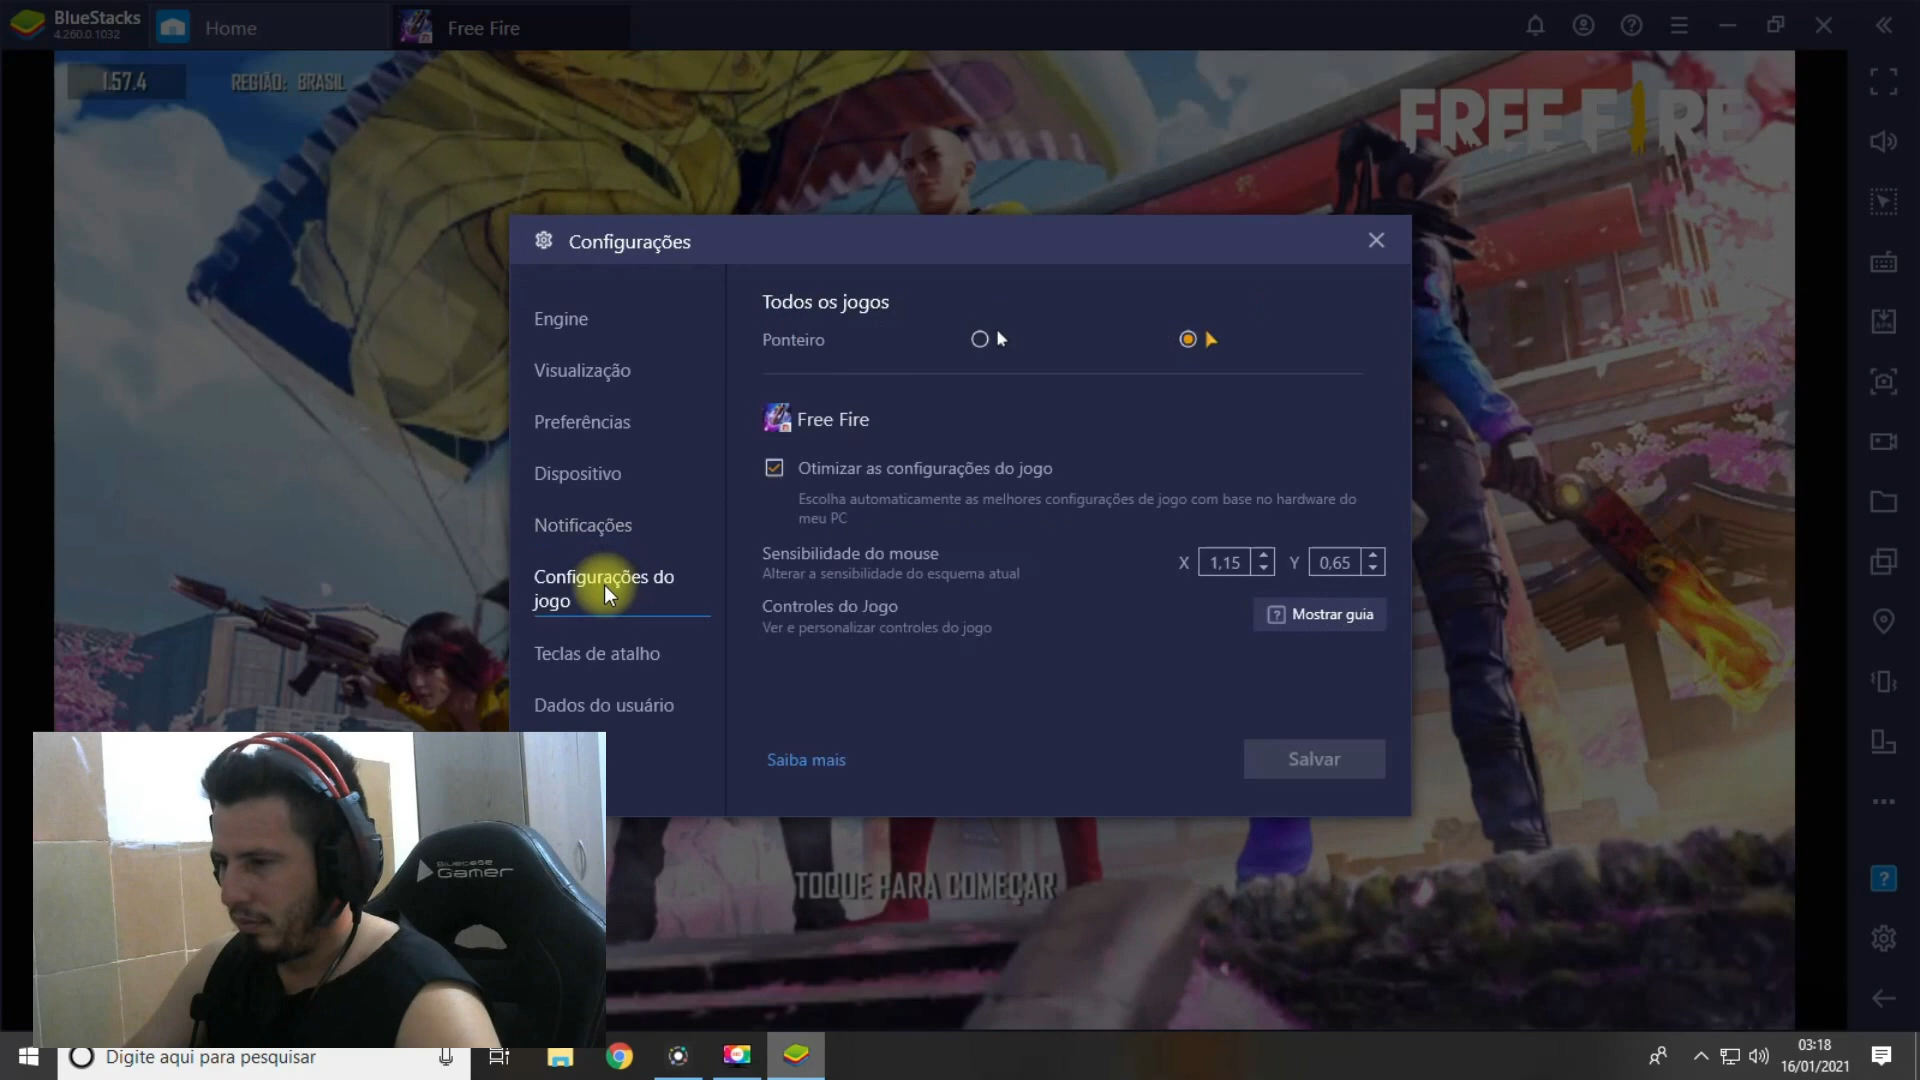 BlueStacks
4.260.0.1032
Home
Free Fire
1.57.4
REGIÃO: BRASIL
FREE FIRE
Configurações
Engine
Visualização
Preferências
Dispositivo
Notificações
Configurações do
jogo
Teclas de atalho
Dados do usuário
Todos os jogos
Ponteiro
Free Fire
Otimizar as configurações do jogo
Escolha automaticamente as melhores configurações de jogo com base no hardware do
meu PC
Sensibilidade do mouse
X 1,15 Y 0,65
Alterar a sensibilidade do esquema atual
Controles do Jogo
? Mostrar guia
Ver e personalizar controles do jogo
Saiba mais
Salvar
TOQUE PARA COMEÇAR
BLUECASE
Gamer
Digite aqui para pesquisar
03:18
16/01/2021